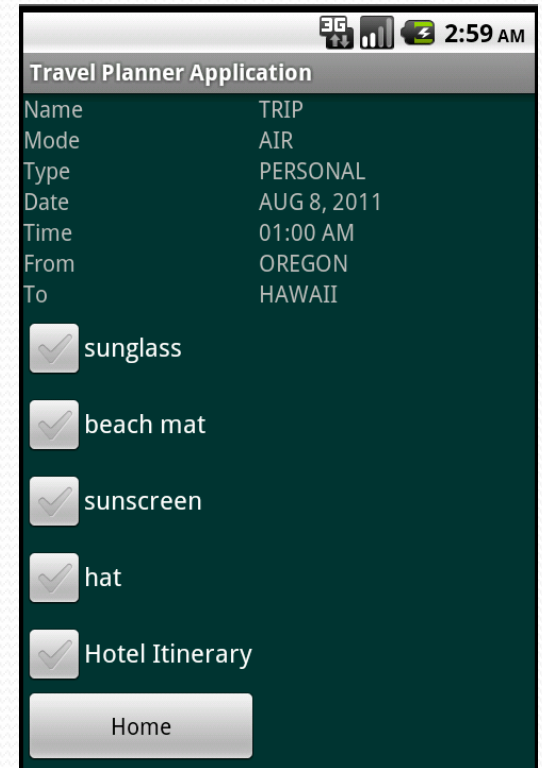 3G 2:59 AM
Travel Planner Application
Name TRIP
Mode AIR
Type PERSONAL
Date AUG 8, 2011
Time 01:00 AM
From OREGON
To HAWAII
sunglass
beach mat
sunscreen
hat
Hotel Itinerary
Home